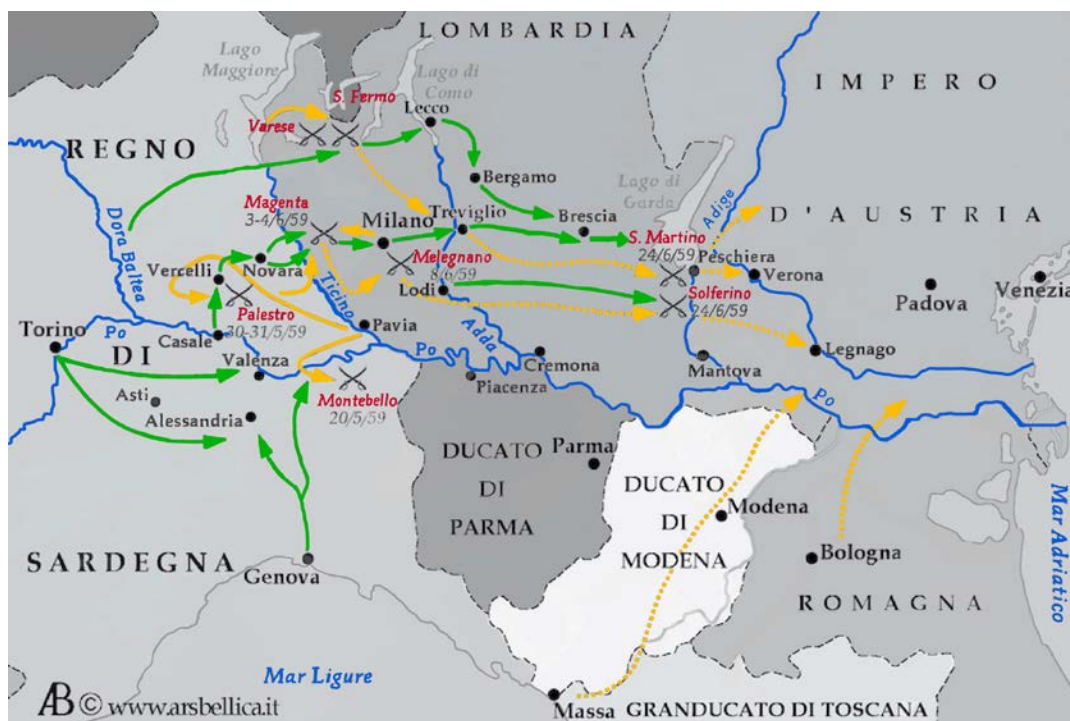 LOMBARDIA
Lago
Maggiore
Lago di
Como
S. Fermo
Varese
Lecco
IMPERO
REGNO
Bergamo
Lago di
Garda
Adige
Dora Baltea
Magenta
3-4/6/59
Milano
Treviglio
Brescia
D'AUSTRIA
S. Martino
24/6/59
Peschiera
Vercelli
Novara
Melegnano
8/6/59
Verona
Venezia
Ticino
Lodi
Solferino
24/6/59
Padova
Palestro
30-31/5/59
Torino
Po
Casale
Pavia
Adda
DI
Valenza
Po
Cremona
Legnago
Mantova
Asti
Piacenza
Alessandria
Montebello
20/5/59
Po
DUCATO
DI
PARMA
Parma
DUCATO
DI
MODENA
Modena
Mar Adriatico
SARDEGNA
Genova
Bologna
ROMAGNA
Mar Ligure
AB © www.arsbellica.it
Massa
GRANDUCATO DI TOSCANA